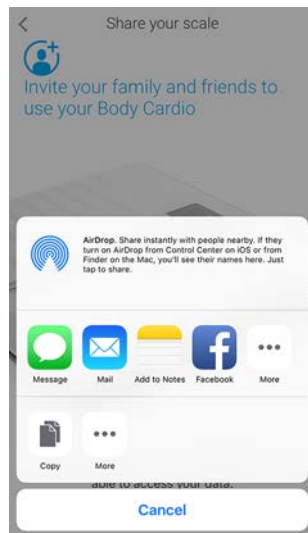 Share your scale
Invite your family and friends to
use your Body Cardio
AirDrop. Share instantly with people nearby. If they
turn on AirDrop from Control Center on iOS or from
Finder on the Mac, you'll see their names here. Just
tap to share.
Message Mail Add to Notes Facebook More
Copy More
able to access your data.
Cancel